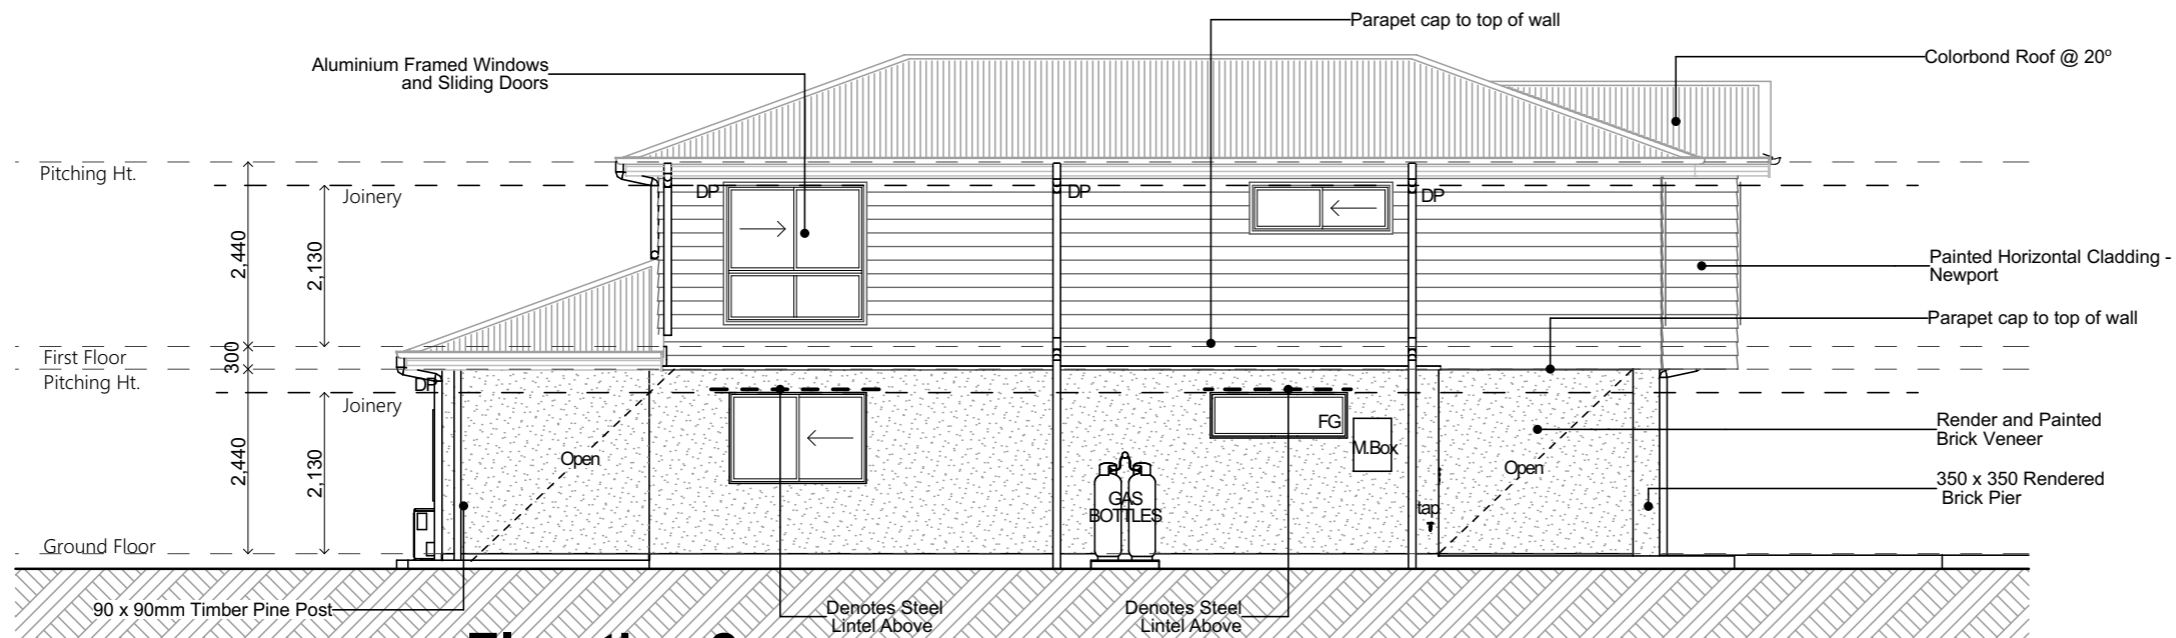 Parapet cap to top of wall
Aluminium Framed Windows
and Sliding Doors
Colorbond Roof @ 20º
Pitching Ht.
Joinery
DP
DP
DP
2,440
2,130
Painted Horizontal Cladding -
Newport
Parapet cap to top of wall
First Floor
300
Pitching Ht.
DP
Joinery
FG
M.Box
Render and Painted
Brick Veneer
Open
Open
2,440
2,130
350 x 350 Rendered
Brick Pier
GAS
BOTTLES
tap
Ground Floor
90 x 90mm Timber Pine Post
Denotes Steel
Lintel Above
Denotes Steel
Lintel Above